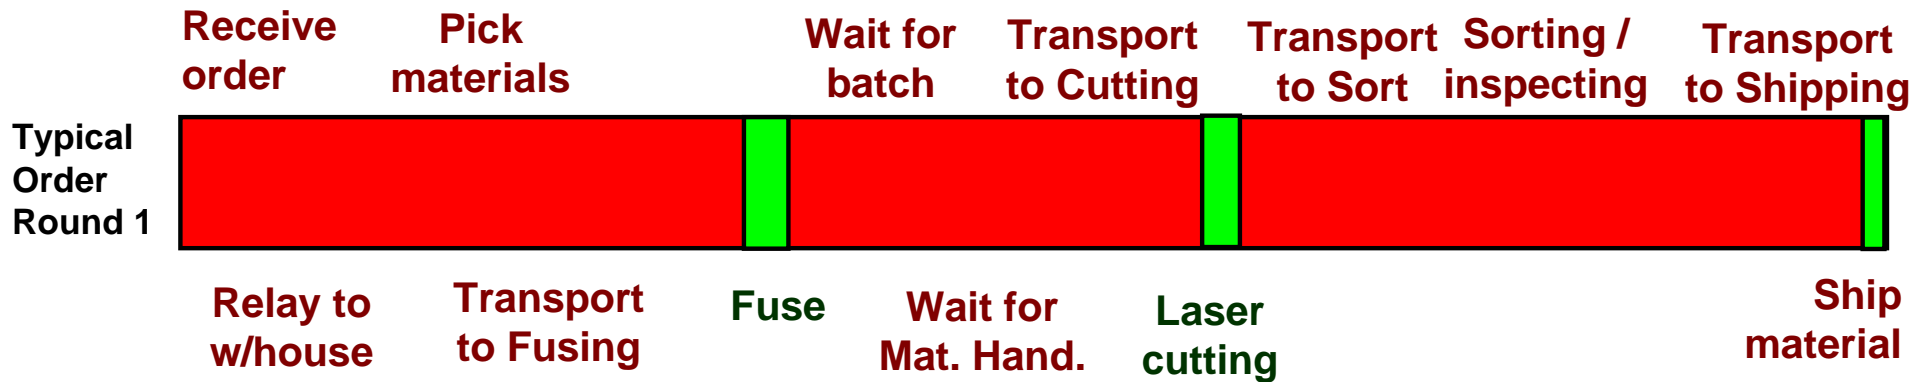 Receive
order
Pick
materials
Wait for
batch
Transport
to Cutting
Transport
to Sort
Sorting /
inspecting
Transport
to Shipping
Typical
Order
Round 1
Relay to
w/house
Transport
to Fusing
Fuse
Wait for
Mat. Hand.
Laser
cutting
Ship
material